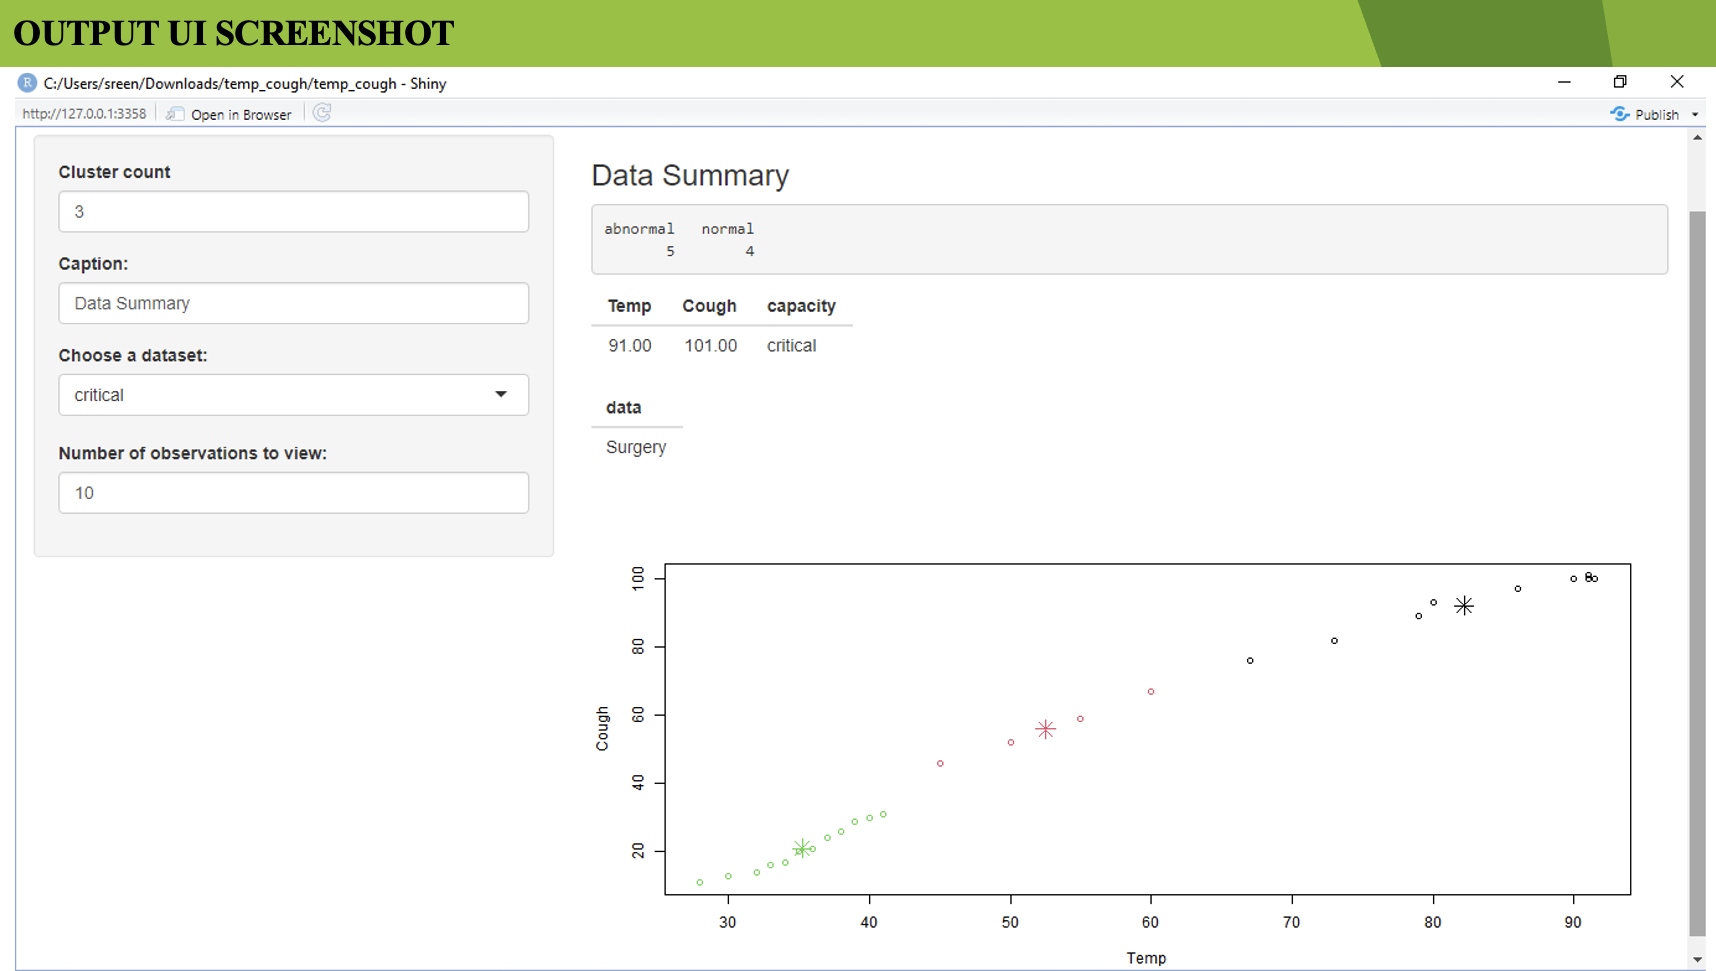 OUTPUT UI SCREENSHOT
R C:/Users/sreen/Downloads/temp_cough/temp_cough - Shiny
http://127.0.0.1:3358 Open in Browser Publish
Cluster count
3
Caption:
Data Summary
Choose a dataset:
critical
Number of observations to view:
10
Data Summary
abnormal normal
5 4
Temp Cough capacity
91.00 101.00 critical
data
Surgery
100
80
60
40
20
Cough
30 40 50 60 70 80 90
Temp